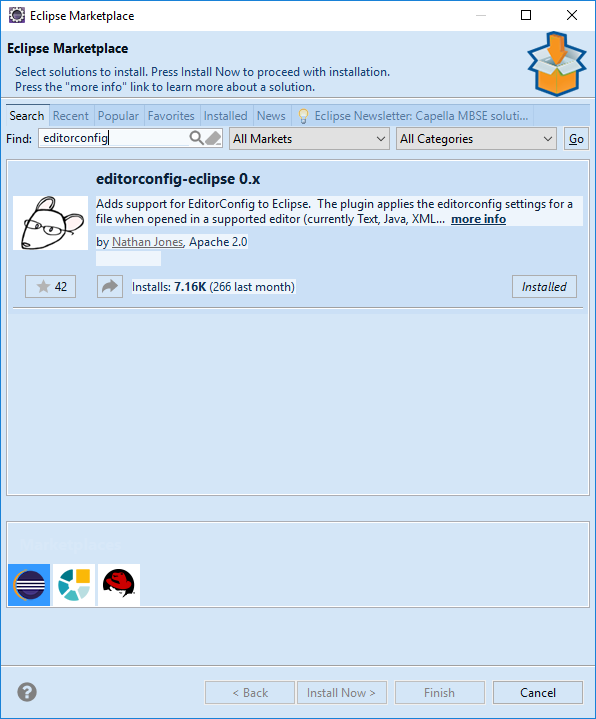 Eclipse Marketplace
Eclipse Marketplace
Select solutions to install. Press Install Now to proceed with installation.
Press the "more info" link to learn more about a solution.
Search Recent Popular Favorites Installed News Eclipse Newsletter: Capella MBSE soluti...
Find: editorconfig All Markets All Categories Go
editorconfig-eclipse 0.x
Adds support for EditorConfig to Eclipse. The plugin applies the editorconfig settings for a
file when opened in a supported editor (currently Text, Java, XML... more info
by Nathan Jones, Apache 2.0
42 Installs: 7.16K (266 last month) Installed
? < Back Install Now > Finish Cancel